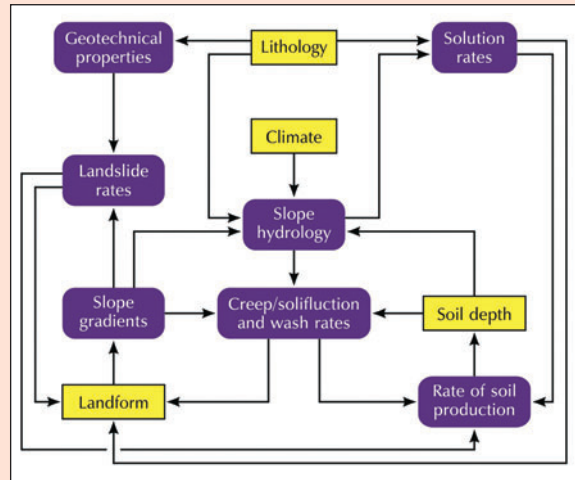 Geotechnical
properties
Lithology
Solution
rates
Climate
Landslide
rates
Slope
hydrology
Slope
gradients
Creep/solifluction
and wash rates
Soil depth
Landform
Rate of soil
production